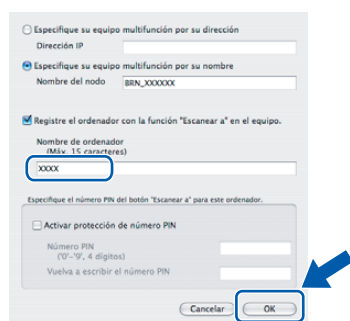 Especifique su equipo multifunción por su dirección
Dirección IP
Especifique su equipo multifunción por su nombre
Nombre del nodo BRN_XXXXXX
Registre el ordenador con la función "Escanear a" en el equipo.
Nombre de ordenador
(Máx. 15 caracteres)
XXXX
Especifique el número PIN del botón "Escanear a" para este ordenador.
Activar protección de número PIN
Número PIN
('0'-'9', 4 dígitos)
Vuelva a escribir el número PIN
Cancelar OK